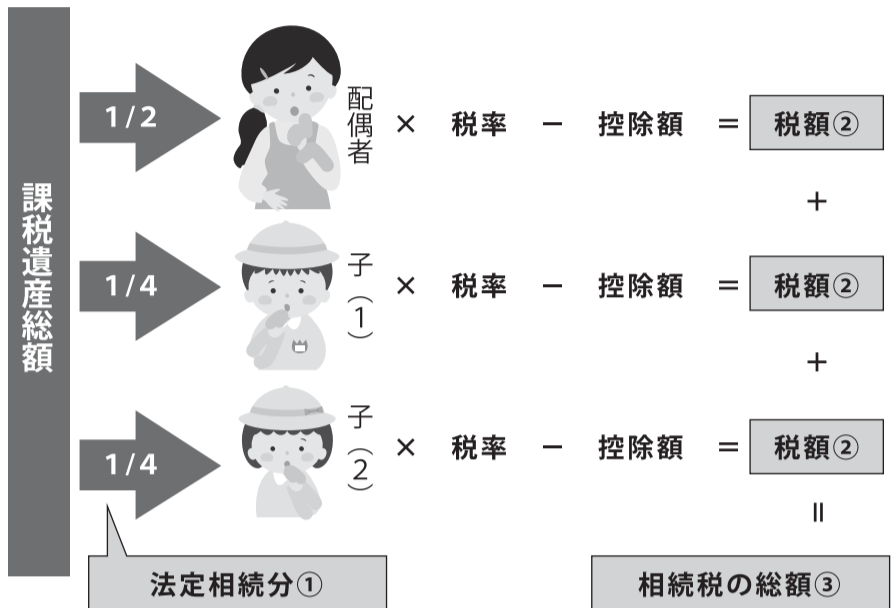 課税遺産総額
1/2
配偶者
× 税率 − 控除額 = 税額②
+
1/4
子(1)
× 税率 − 控除額 = 税額②
+
1/4
子(2)
× 税率 − 控除額 = 税額②
=
法定相続分①
相続税の総額③